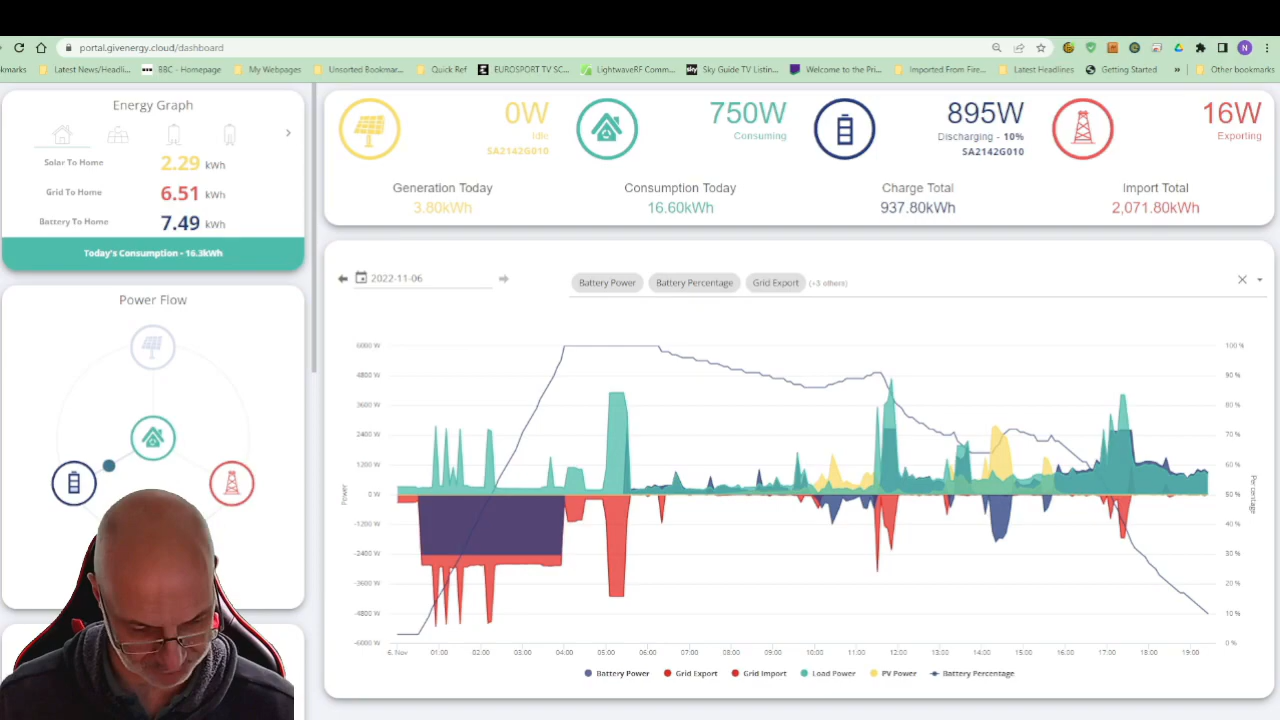 portal.givenergy.cloud/dashboard
N
okmarks
Latest News/Headli...
BBC - Homepage
My Webpages
Unsorted Bookmar...
Quick Ref
EUROSPORT TV SC...
LightwaveRF Comm...
sky
Sky Guide TV Listin...
Welcome to the Pri...
Imported From Fire...
Latest Headlines
Getting Started
»
Other bookmarks
Energy Graph
Solar To Home 2.29 kWh
Grid To Home 6.51 kWh
Battery To Home 7.49 kWh
Today's Consumption - 16.3kWh
Power Flow
0W
Idle
SA2142G010
Generation Today
3.80kWh
750W
Consuming
Consumption Today
16.60kWh
895W
Discharging - 10%
SA2142G010
Charge Total
937.80kWh
16W
Exporting
Import Total
2,071.80kWh
2022-11-06
Battery Power
Battery Percentage
Grid Export
(+3 others)
6000 W
4800 W
3600 W
2400 W
1200 W
0 W
-1200 W
-2400 W
-3600 W
-4800 W
-6000 W
Power
100 %
90 %
80 %
70 %
60 %
50 %
40 %
30 %
20 %
10 %
0 %
Percentage
6. Nov 01:00 02:00 03:00 04:00 05:00 06:00 07:00 08:00 09:00 10:00 11:00 12:00 13:00 14:00 15:00 16:00 17:00 18:00 19:00
Battery Power Grid Export Grid Import Load Power PV Power Battery Percentage